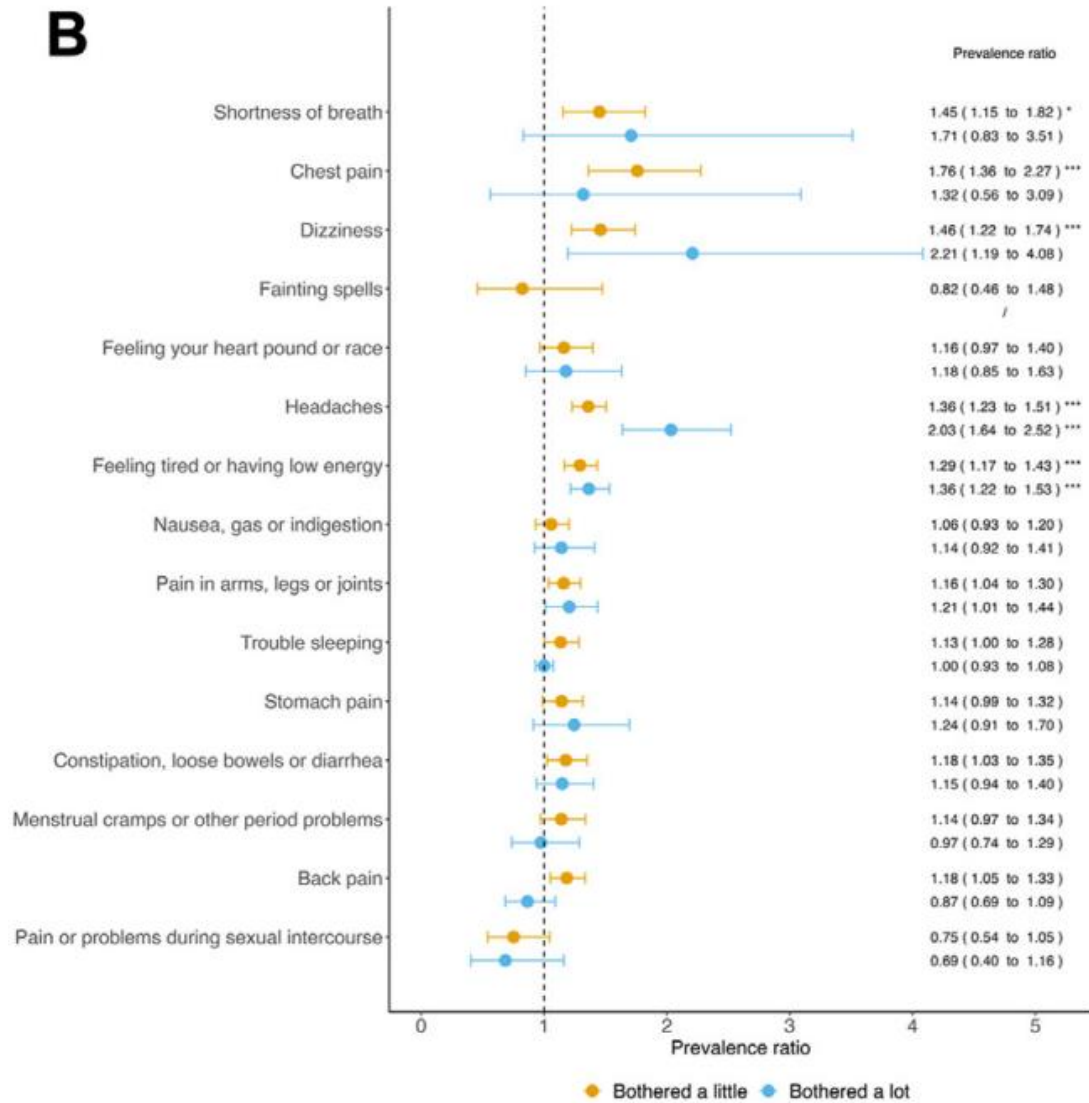 B
Prevalence ratio
Shortness of breath
1.45 ( 1.15 to 1.82 ) *
1.71 ( 0.83 to 3.51 )
Chest pain
1.76 ( 1.36 to 2.27 ) ***
1.32 ( 0.56 to 3.09 )
Dizziness
1.46 ( 1.22 to 1.74 ) ***
2.21 ( 1.19 to 4.08 )
Fainting spells
0.82 ( 0.46 to 1.48 )
/
Feeling your heart pound or race
1.16 ( 0.97 to 1.40 )
1.18 ( 0.85 to 1.63 )
Headaches
1.36 ( 1.23 to 1.51 ) ***
2.03 ( 1.64 to 2.52 ) ***
Feeling tired or having low energy
1.29 ( 1.17 to 1.43 ) ***
1.36 ( 1.22 to 1.53 ) ***
Nausea, gas or indigestion
1.06 ( 0.93 to 1.20 )
1.14 ( 0.92 to 1.41 )
Pain in arms, legs or joints
1.16 ( 1.04 to 1.30 )
1.21 ( 1.01 to 1.44 )
Trouble sleeping
1.13 ( 1.00 to 1.28 )
1.00 ( 0.93 to 1.08 )
Stomach pain
1.14 ( 0.99 to 1.32 )
1.24 ( 0.91 to 1.70 )
Constipation, loose bowels or diarrhea
1.18 ( 1.03 to 1.35 )
1.15 ( 0.94 to 1.40 )
Menstrual cramps or other period problems
1.14 ( 0.97 to 1.34 )
0.97 ( 0.74 to 1.29 )
Back pain
1.18 ( 1.05 to 1.33 )
0.87 ( 0.69 to 1.09 )
Pain or problems during sexual intercourse
0.75 ( 0.54 to 1.05 )
0.69 ( 0.40 to 1.16 )
0 1 2 3 4 5
Prevalence ratio
Bothered a little Bothered a lot